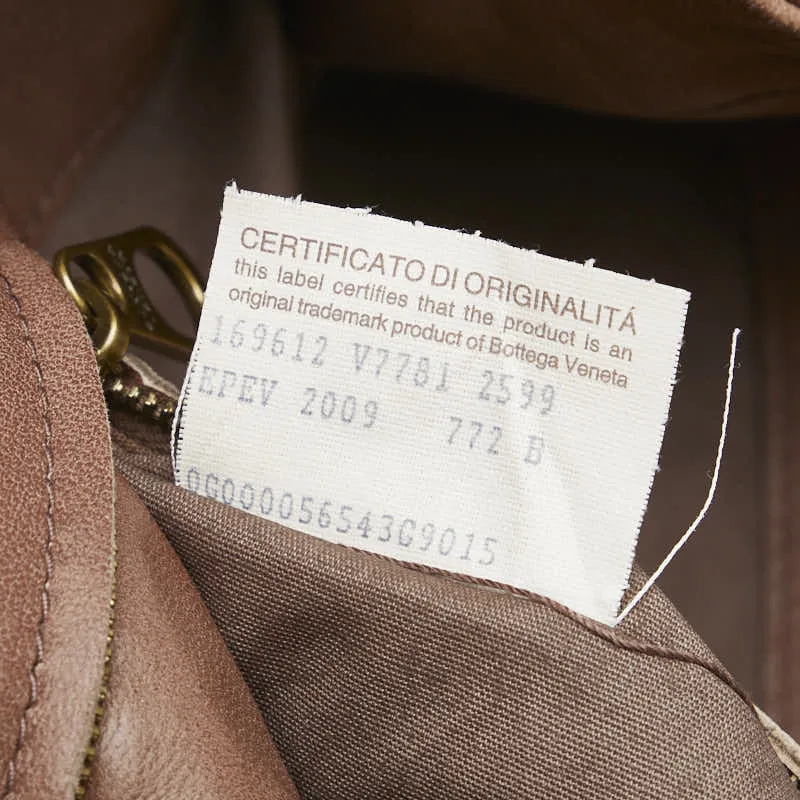 CERTIFICATO DI ORIGINALITÁ
this label certifies that the product is an
original trademark product of Bottega Veneta
169612 V7781 2599
EPEV 2009 772 B
0G000056543G9015